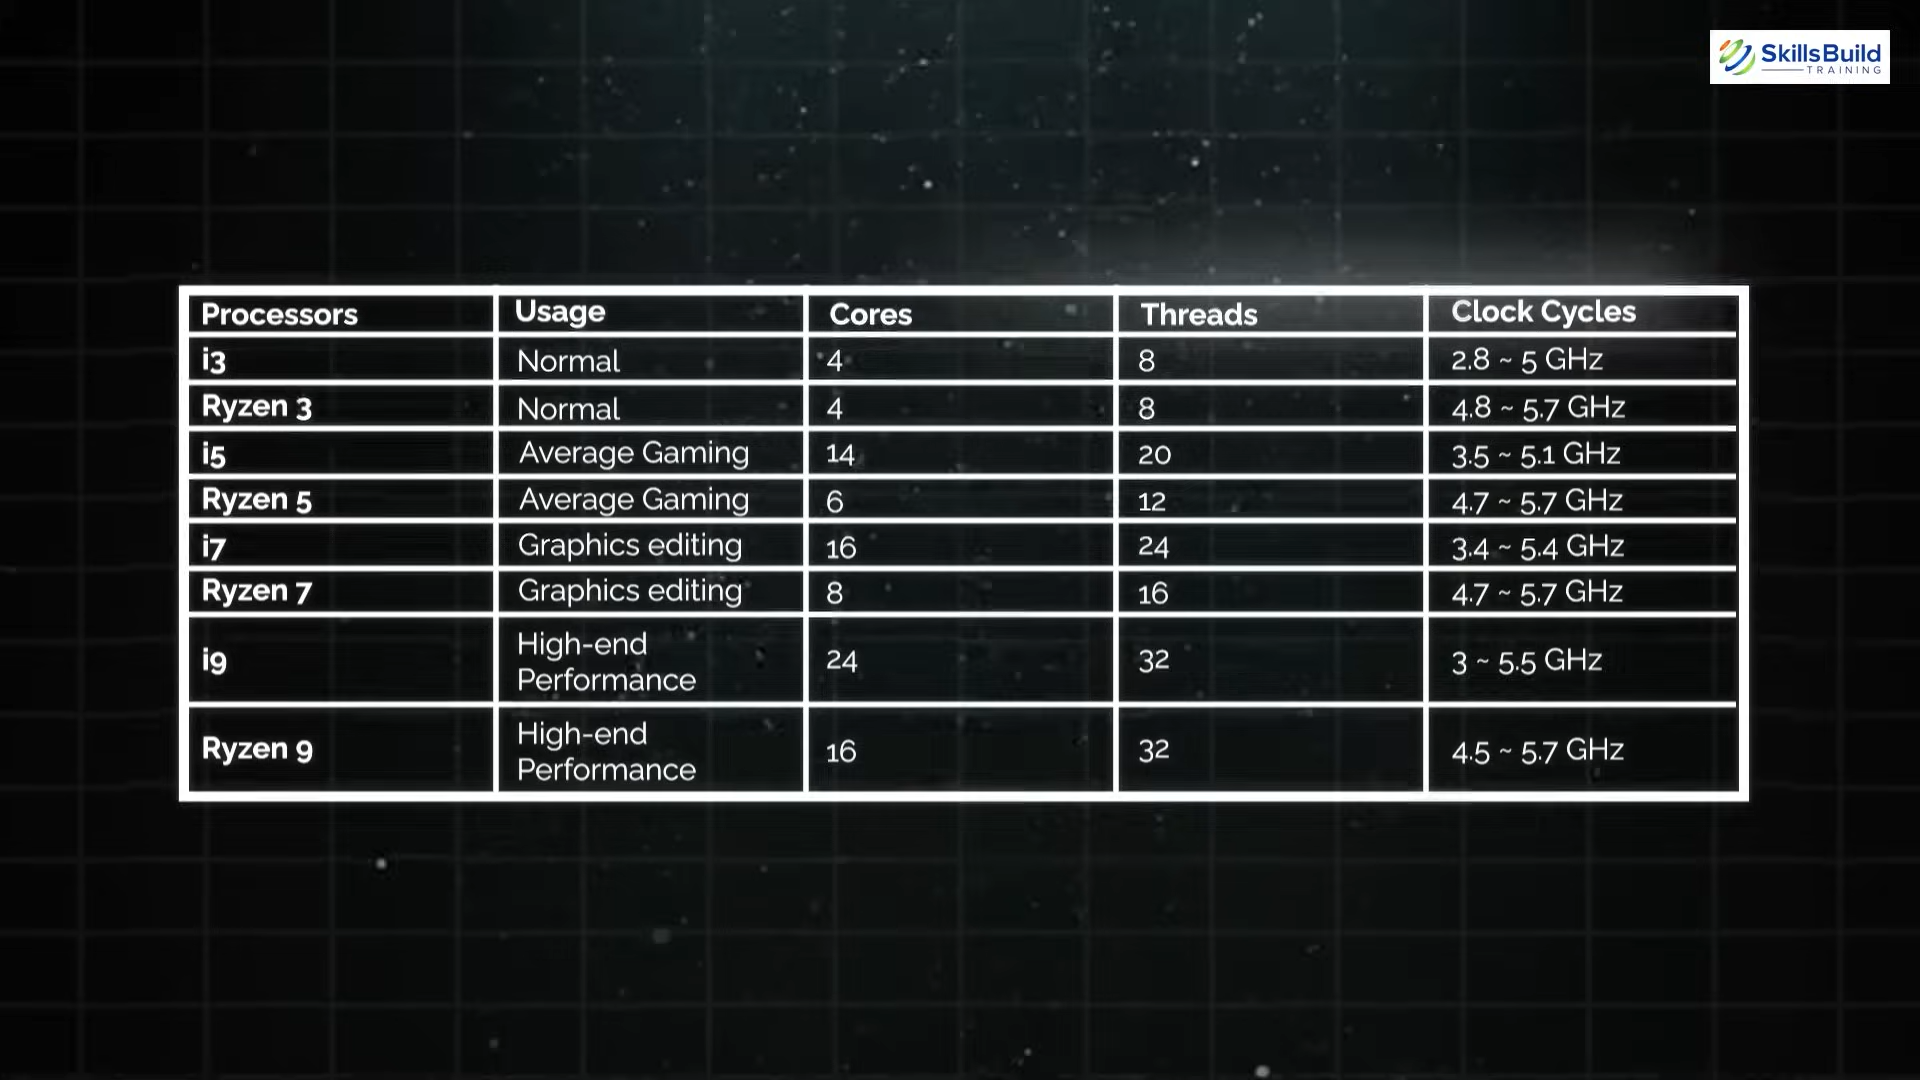 SkillsBuild
TRAINING
Processors Usage Cores Threads Clock Cycles
i3 Normal 4 8 2.8 ~ 5 GHz
Ryzen 3 Normal 4 8 4.8 ~ 5.7 GHz
i5 Average Gaming 14 20 3.5 ~ 5.1 GHz
Ryzen 5 Average Gaming 6 12 4.7 ~ 5.7 GHz
i7 Graphics editing 16 24 3.4 ~ 5.4 GHz
Ryzen 7 Graphics editing 8 16 4.7 ~ 5.7 GHz
i9 High-end Performance 24 32 3 ~ 5.5 GHz
Ryzen 9 High-end Performance 16 32 4.5 ~ 5.7 GHz